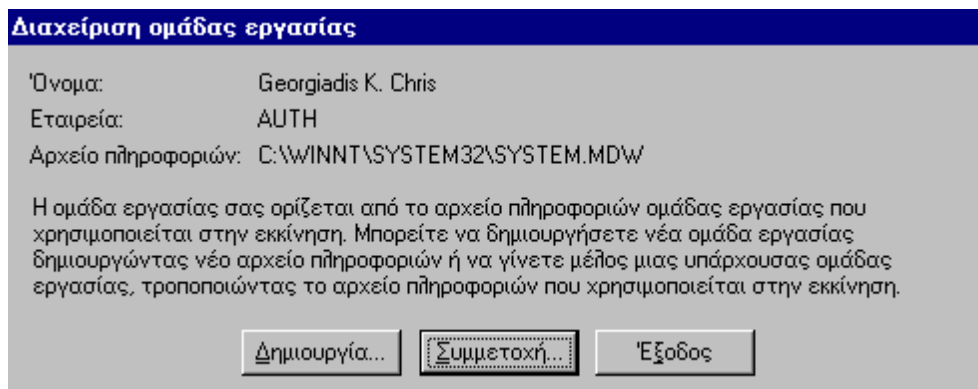 Διαχείριση ομάδας εργασίας
Όνομα: Georgiadis K. Chris
Εταιρεία: AUTH
Αρχείο πληροφοριών: C:\WINNT\SYSTEM32\SYSTEM.MDW
Η ομάδα εργασίας σας ορίζεται από το αρχείο πληροφοριών ομάδας εργασίας που
χρησιμοποιείται στην εκκίνηση. Μπορείτε να δημιουργήσετε νέα ομάδα εργασίας
δημιουργώντας νέο αρχείο πληροφοριών ή να γίνετε μέλος μιας υπάρχουσας ομάδας
εργασίας, τροποποιώντας το αρχείο πληροφοριών που χρησιμοποιείται στην εκκίνηση.
Δημιουργία... Συμμετοχή... Έξοδος